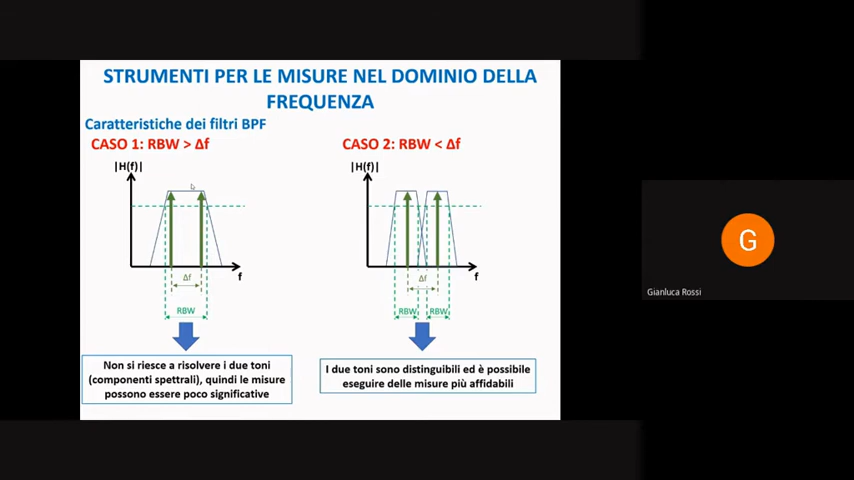 STRUMENTI PER LE MISURE NEL DOMINIO DELLA
FREQUENZA
Caratteristiche dei filtri BPF
CASO 1: RBW > Δf
CASO 2: RBW < Δf
|H(f)|
|H(f)|
f
f
Δf
Δf
RBW
RBW
RBW
Non si riesce a risolvere i due toni
(componenti spettrali), quindi le misure
possono essere poco significative
I due toni sono distinguibili ed è possibile
eseguire delle misure più affidabili
G
Gianluca Rossi